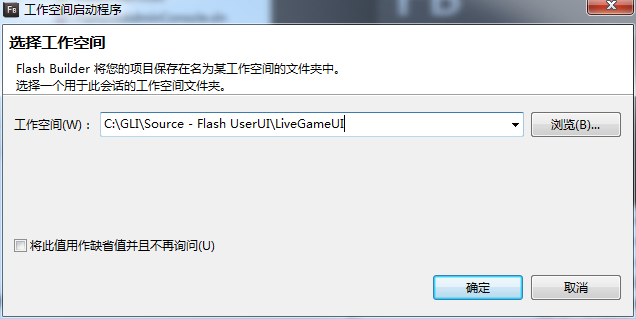 Fb 工作空间启动程序
选择工作空间
Flash Builder 将您的项目保存在名为某工作空间的文件夹中。
选择一个用于此会话的工作空间文件夹。
工作空间(W)： C:\GLI\Source - Flash UserUI\LiveGameUI 浏览(B)...
将此值用作缺省值并且不再询问(U)
确定 取消